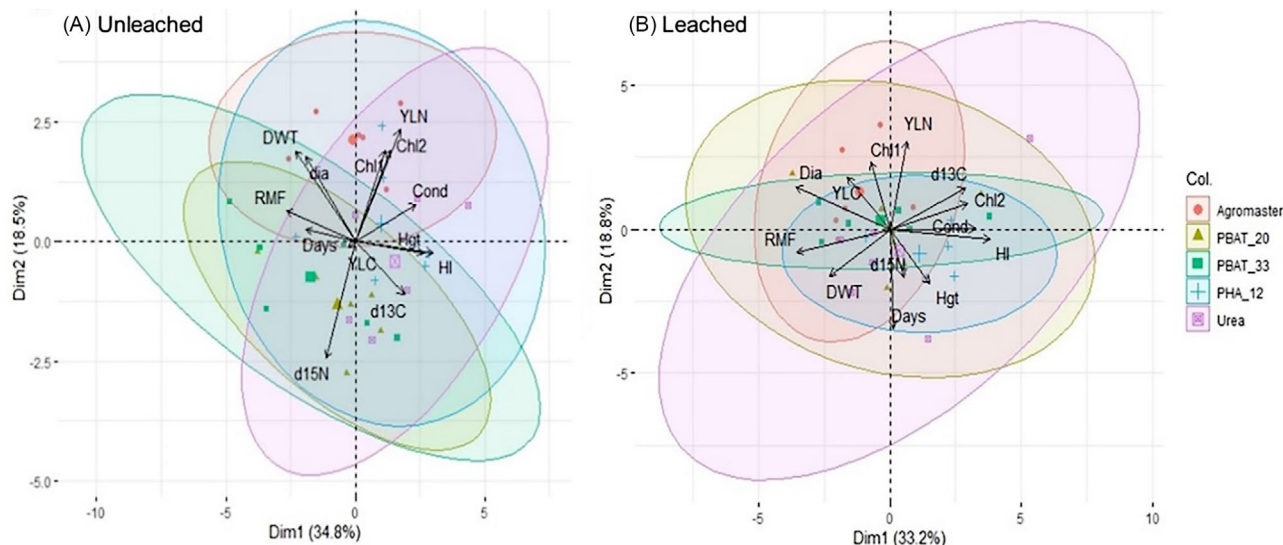 (A) Unleached
Dim2 (18.5%)
2.5
0.0
-2.5
-5.0
DWT
dia
YLN
Chl2
Chl1
Cond
RMF
Days
Hgt
HI
YLC
d13C
d15N
-10
-5
0
5
Dim1 (34.8%)
(B) Leached
Dim2 (18.8%)
5
0
-5
YLN
Chl1
Dia
YLC
d13C
Chl2
Cond
HI
RMF
d15N
DWT
Hgt
Days
-5
0
5
10
Dim1 (33.2%)
Col.
Agromaster
PBAT_20
PBAT_33
PHA_12
Urea